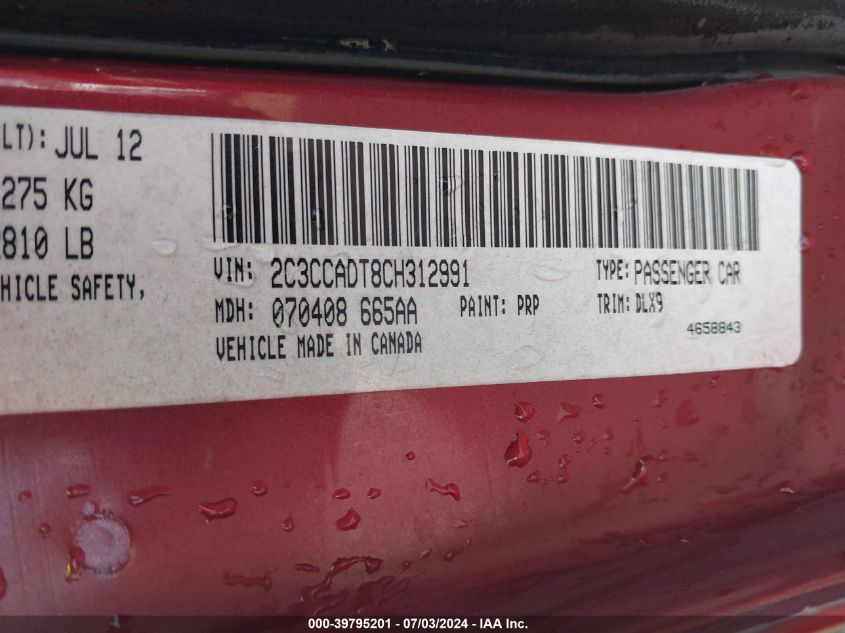 LT): JUL 12
275 KG
810 LB
HICLE SAFETY,
VIN: 2C3CCADT8CH312991 TYPE: PASSENGER CAR
MDH: 070408 665AA PAINT: PRP TRIM: DLX9
VEHICLE MADE IN CANADA 4658843
000-39795201 - 07/03/2024 - IAA Inc.